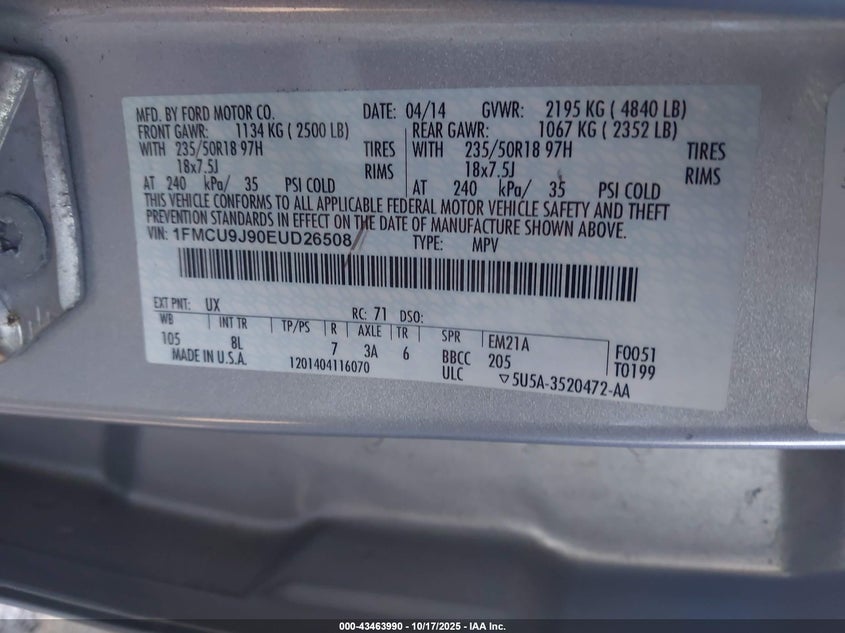 MFD. BY FORD MOTOR CO. DATE: 04/14 GVWR: 2195 KG ( 4840 LB)
FRONT GAWR: 1134 KG ( 2500 LB) REAR GAWR: 1067 KG ( 2352 LB)
WITH 235/50R18 97H TIRES WITH 235/50R18 97H TIRES
18x7.5J RIMS 18x7.5J RIMS
AT 240 kPa/ 35 PSI COLD AT 240 kPa/ 35 PSI COLD
THIS VEHICLE CONFORMS TO ALL APPLICABLE FEDERAL MOTOR VEHICLE SAFETY AND THEFT
PREVENTION STANDARDS IN EFFECT ON THE DATE OF MANUFACTURE SHOWN ABOVE.
VIN: 1FMCU9J90EUD26508 TYPE: MPV
EXT PNT: UX RC: 71 DSO:
WB INT TR TP/PS R AXLE TR SPR EM21A F0051
105 8L 7 3A 6 BBCC 205 T0199
MADE IN U.S.A. 1201404116070 ULC ▽5U5A-3520472-AA
000-43463990 - 10/17/2025 - IAA Inc.